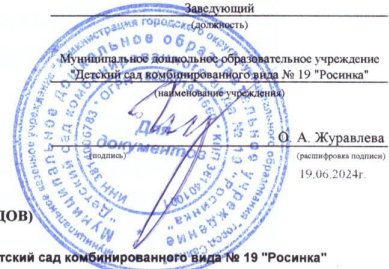 Заведующий
(должность)
Муниципальное дошкольное образовательное учреждение
"Детский сад комбинированного вида № 19 "Росинка"
(наименование учреждения)
Для
документов
О. А. Журавлева
(подпись)
(расшифровка подписи)
19.06.2024г.
ДОВ)
тский сад комбинированного вида № 19 "Росинка"